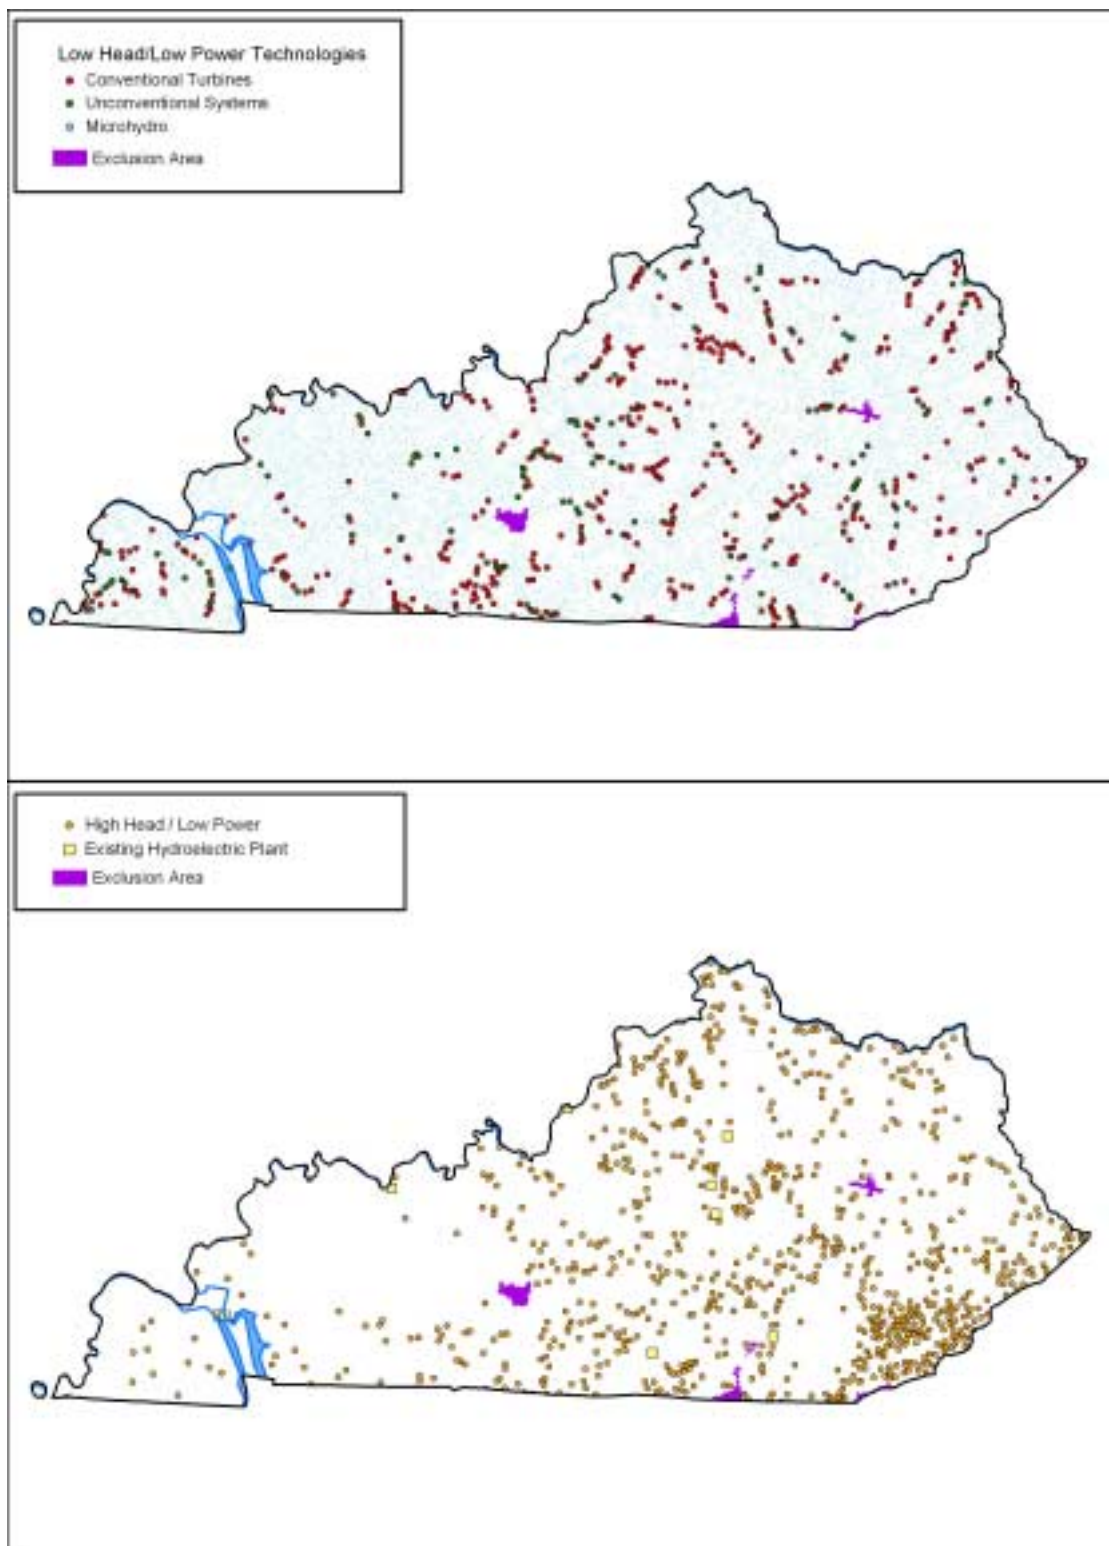 Low Head/Low Power Technologies
Conventional Turbines
Unconventional Systems
Microhydro
Exclusion Area
High Head / Low Power
Existing Hydroelectric Plant
Exclusion Area